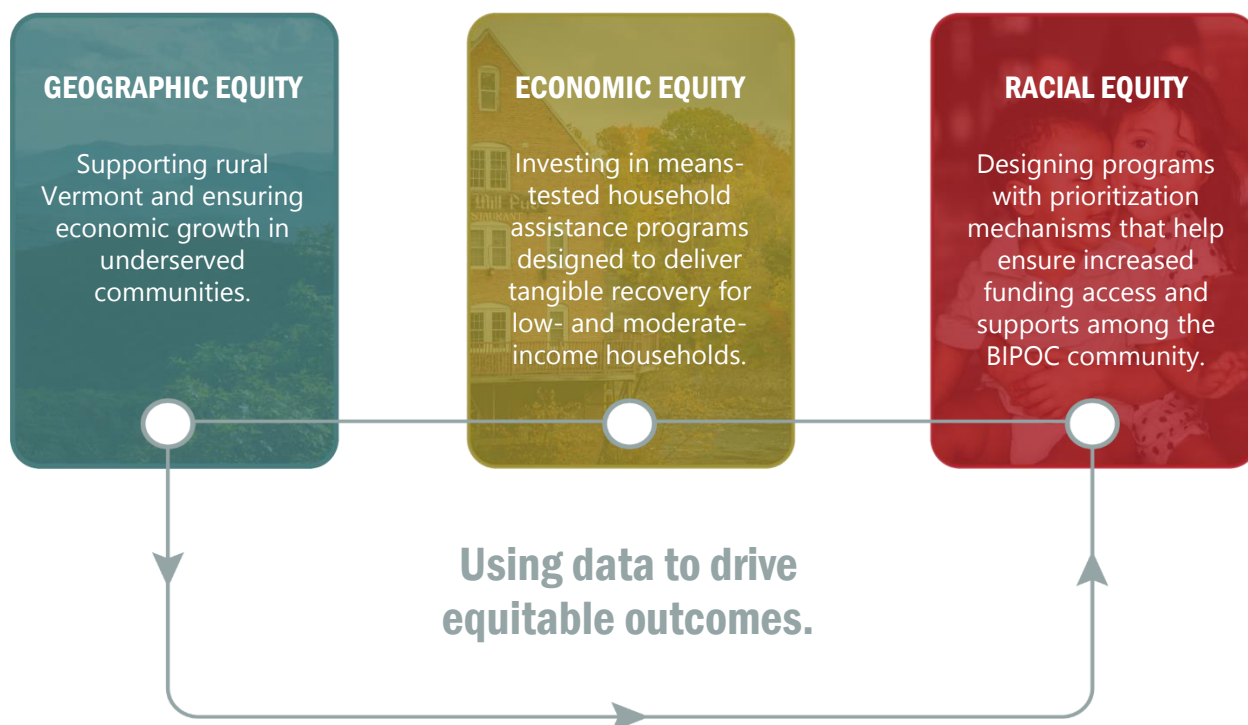 GEOGRAPHIC EQUITY
Supporting rural
Vermont and ensuring
economic growth in
underserved
communities.
ECONOMIC EQUITY
Investing in means-
tested household
assistance programs
designed to deliver
tangible recovery for
low- and moderate-
income households.
RACIAL EQUITY
Designing programs
with prioritization
mechanisms that help
ensure increased
funding access and
supports among the
BIPOC community.
Using data to drive
equitable outcomes.